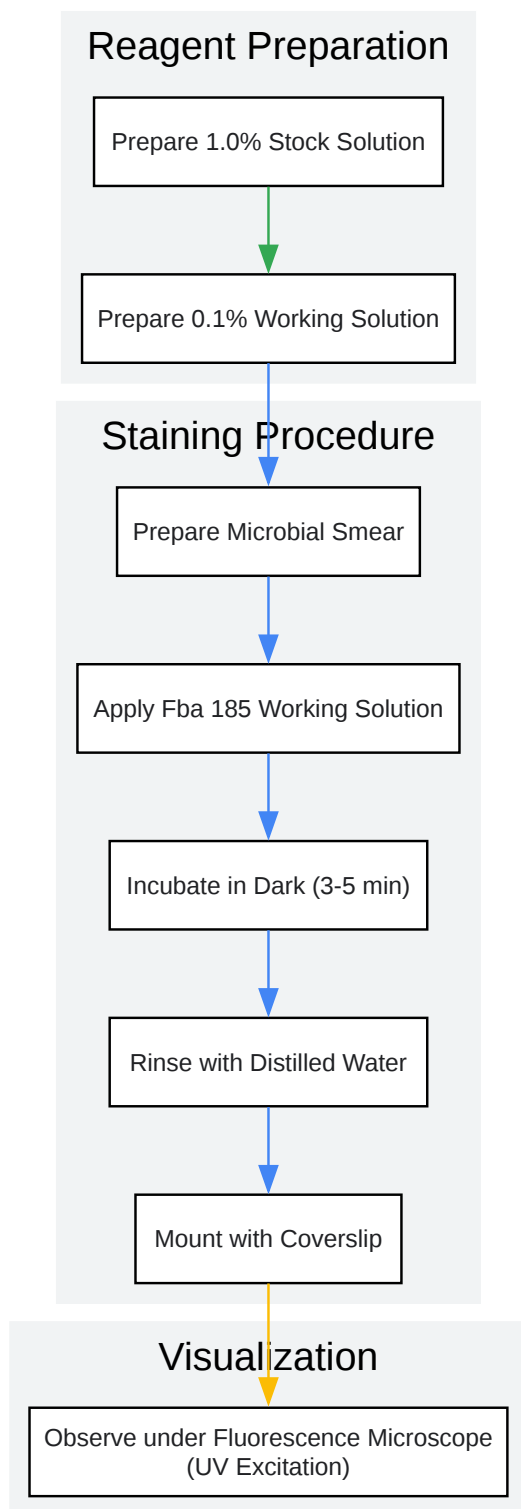 Reagent Preparation
Prepare 1.0% Stock Solution
Prepare 0.1% Working Solution
Staining Procedure
Prepare Microbial Smear
Apply Fba 185 Working Solution
Incubate in Dark (3-5 min)
Rinse with Distilled Water
Mount with Coverslip
Visualization
Observe under Fluorescence Microscope
(UV Excitation)